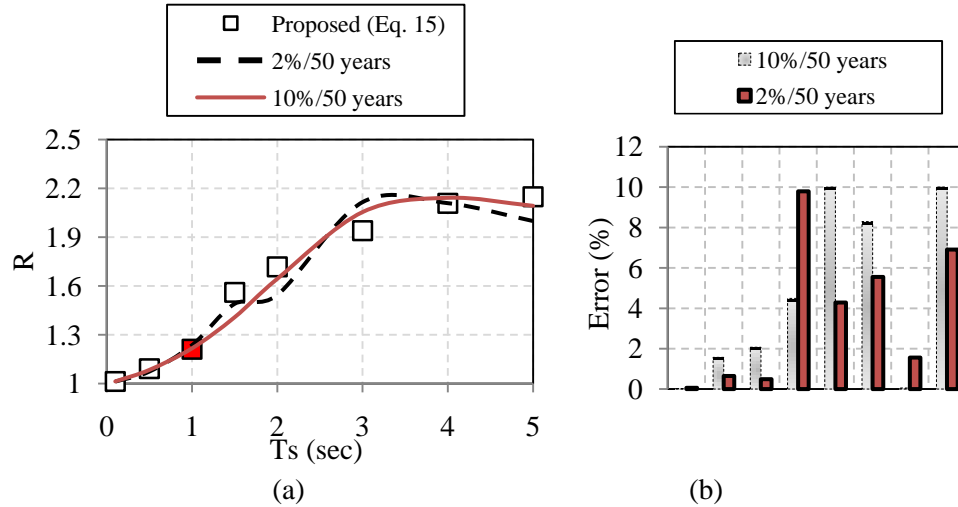 Proposed (Eq. 15)
2%/50 years
10%/50 years
2.5
2.2
1.9
1.6
1.3
1
R
0 1 2 3 4 5
Ts (sec)
(a)
10%/50 years
2%/50 years
12
10
8
6
4
2
0
Error (%)
(b)